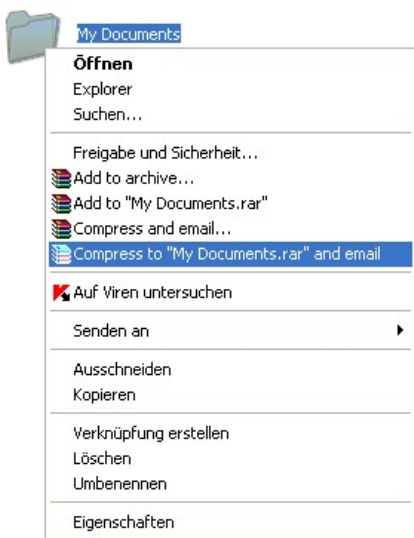 My Documents
Öffnen
Explorer
Suchen...
Freigabe und Sicherheit...
Add to archive...
Add to "My Documents.rar"
Compress and email...
Compress to "My Documents.rar" and email
Auf Viren untersuchen
Senden an
Ausschneiden
Kopieren
Verknüpfung erstellen
Löschen
Umbenennen
Eigenschaften